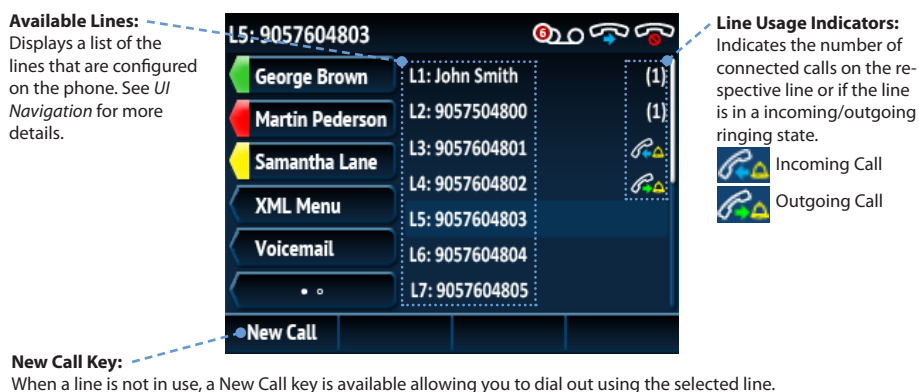 Available Lines:
Displays a list of the
lines that are configured
on the phone. See UI
Navigation for more
details.
L5: 9057604803
6
George Brown
Martin Pederson
Samantha Lane
XML Menu
Voicemail
L1: John Smith (1)
L2: 9057504800 (1)
L3: 9057604801
L4: 9057604802
L5: 9057604803
L6: 9057604804
L7: 9057604805
New Call
Line Usage Indicators:
Indicates the number of
connected calls on the re-
spective line or if the line
is in a incoming/outgoing
ringing state.
Incoming Call
Outgoing Call
New Call Key:
When a line is not in use, a New Call key is available allowing you to dial out using the selected line.